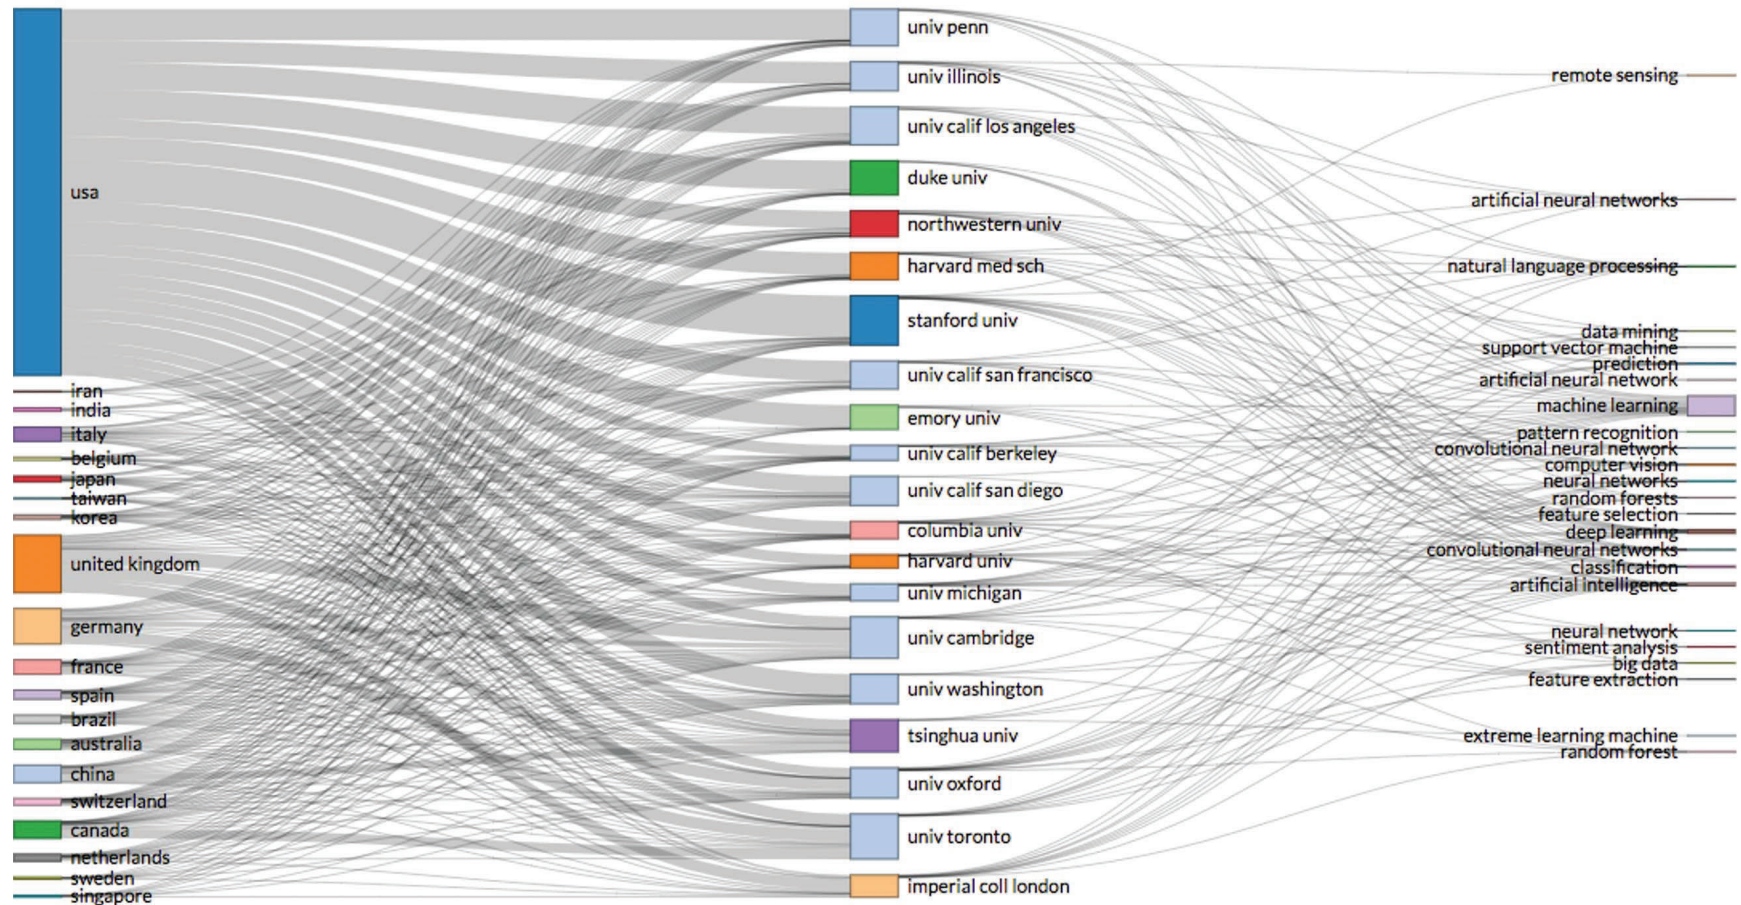 usa
iran
india
italy
belgium
japan
taiwan
korea
united kingdom
germany
france
spain
brazil
australia
china
switzerland
canada
netherlands
sweden
singapore
univ penn
univ illinois
univ calif los angeles
duke univ
northwestern univ
harvard med sch
stanford univ
univ calif san francisco
emory univ
univ calif berkeley
univ calif san diego
columbia univ
harvard univ
univ michigan
univ cambridge
univ washington
tsinghua univ
univ oxford
univ toronto
imperial coll london
remote sensing
artificial neural networks
natural language processing
data mining
support vector machine
prediction
artificial neural network
machine learning
pattern recognition
convolutional neural network
computer vision
neural networks
random forests
feature selection
deep learning
convolutional neural networks
classification
artificial intelligence
neural network
sentiment analysis
big data
feature extraction
extreme learning machine
random forest